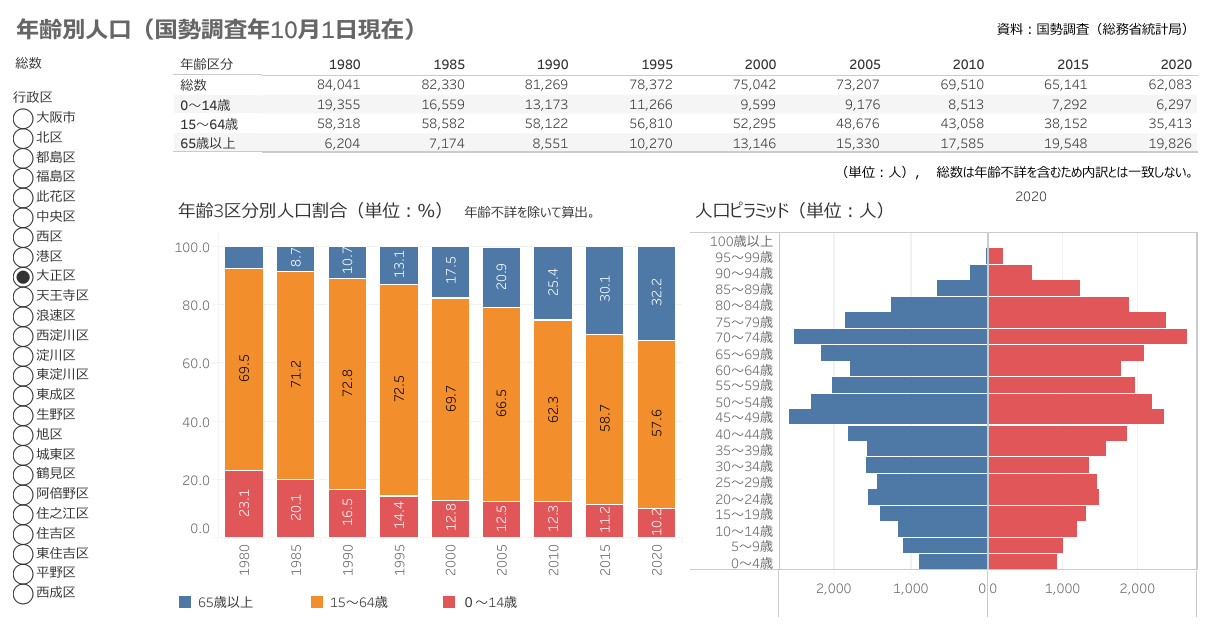 年齢別人口（国勢調査年10月1日現在）
資料：国勢調査（総務省統計局）
総数
行政区
大阪市
北区
都島区
福島区
此花区
中央区
西区
港区
大正区
天王寺区
浪速区
西淀川区
淀川区
東淀川区
東成区
生野区
旭区
城東区
鶴見区
阿倍野区
住之江区
住吉区
東住吉区
平野区
西成区
年齢区分 1980 1985 1990 1995 2000 2005 2010 2015 2020
総数 84,041 82,330 81,269 78,372 75,042 73,207 69,510 65,141 62,083
0～14歳 19,355 16,559 13,173 11,266 9,599 9,176 8,513 7,292 6,297
15～64歳 58,318 58,582 58,122 56,810 52,295 48,676 43,058 38,152 35,413
65歳以上 6,204 7,174 8,551 10,270 13,146 15,330 17,585 19,548 19,826
（単位：人）， 総数は年齢不詳を含むため内訳とは一致しない。
年齢3区分別人口割合（単位：%） 年齢不詳を除いて算出。
100.0
80.0
60.0
40.0
20.0
0.0
8.7 10.7 13.1 17.5 20.9 25.4 30.1 32.2
69.5 71.2 72.8 72.5 69.7 66.5 62.3 58.7 57.6
23.1 20.1 16.5 14.4 12.8 12.5 12.3 11.2 10.2
1980 1985 1990 1995 2000 2005 2010 2015 2020
65歳以上 15～64歳 0～14歳
2020
人口ピラミッド（単位：人）
100歳以上
95～99歳
90～94歳
85～89歳
80～84歳
75～79歳
70～74歳
65～69歳
60～64歳
55～59歳
50～54歳
45～49歳
40～44歳
35～39歳
30～34歳
25～29歳
20～24歳
15～19歳
10～14歳
5～9歳
0～4歳
2,000 1,000 0 0 1,000 2,000